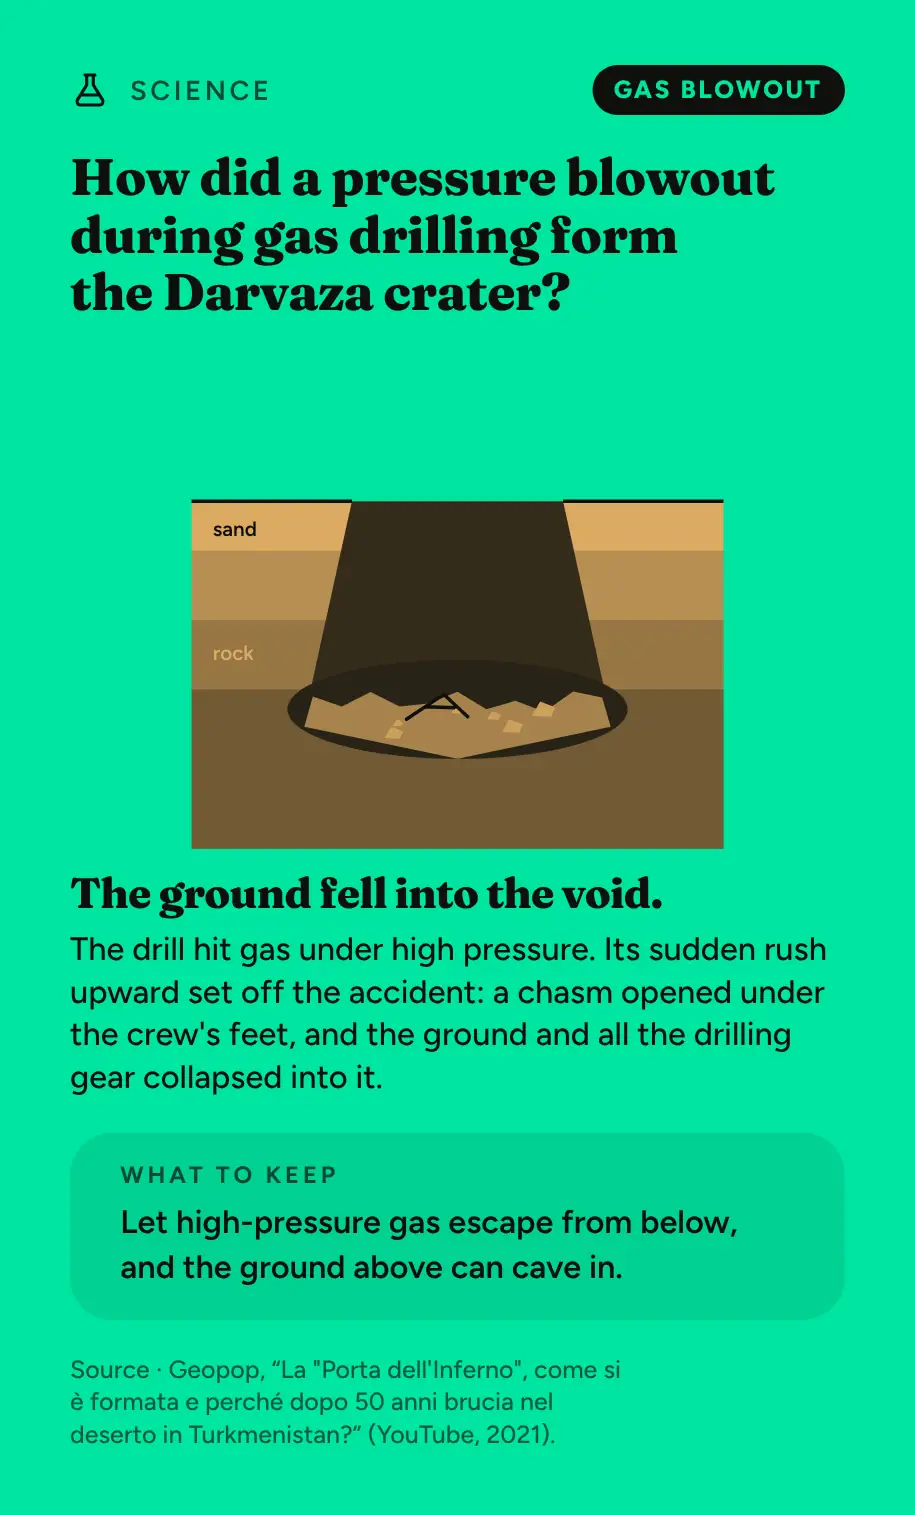 SCIENCE
GAS BLOWOUT
How did a pressure blowout
during gas drilling form
the Darvaza crater?
sand
rock
The ground fell into the void.
The drill hit gas under high pressure. Its sudden rush
upward set off the accident: a chasm opened under
the crew's feet, and the ground and all the drilling
gear collapsed into it.
WHAT TO KEEP
Let high-pressure gas escape from below,
and the ground above can cave in.
Source · Geopop, “La "Porta dell'Inferno", come si
è formata e perché dopo 50 anni brucia nel
deserto in Turkmenistan?” (YouTube, 2021).